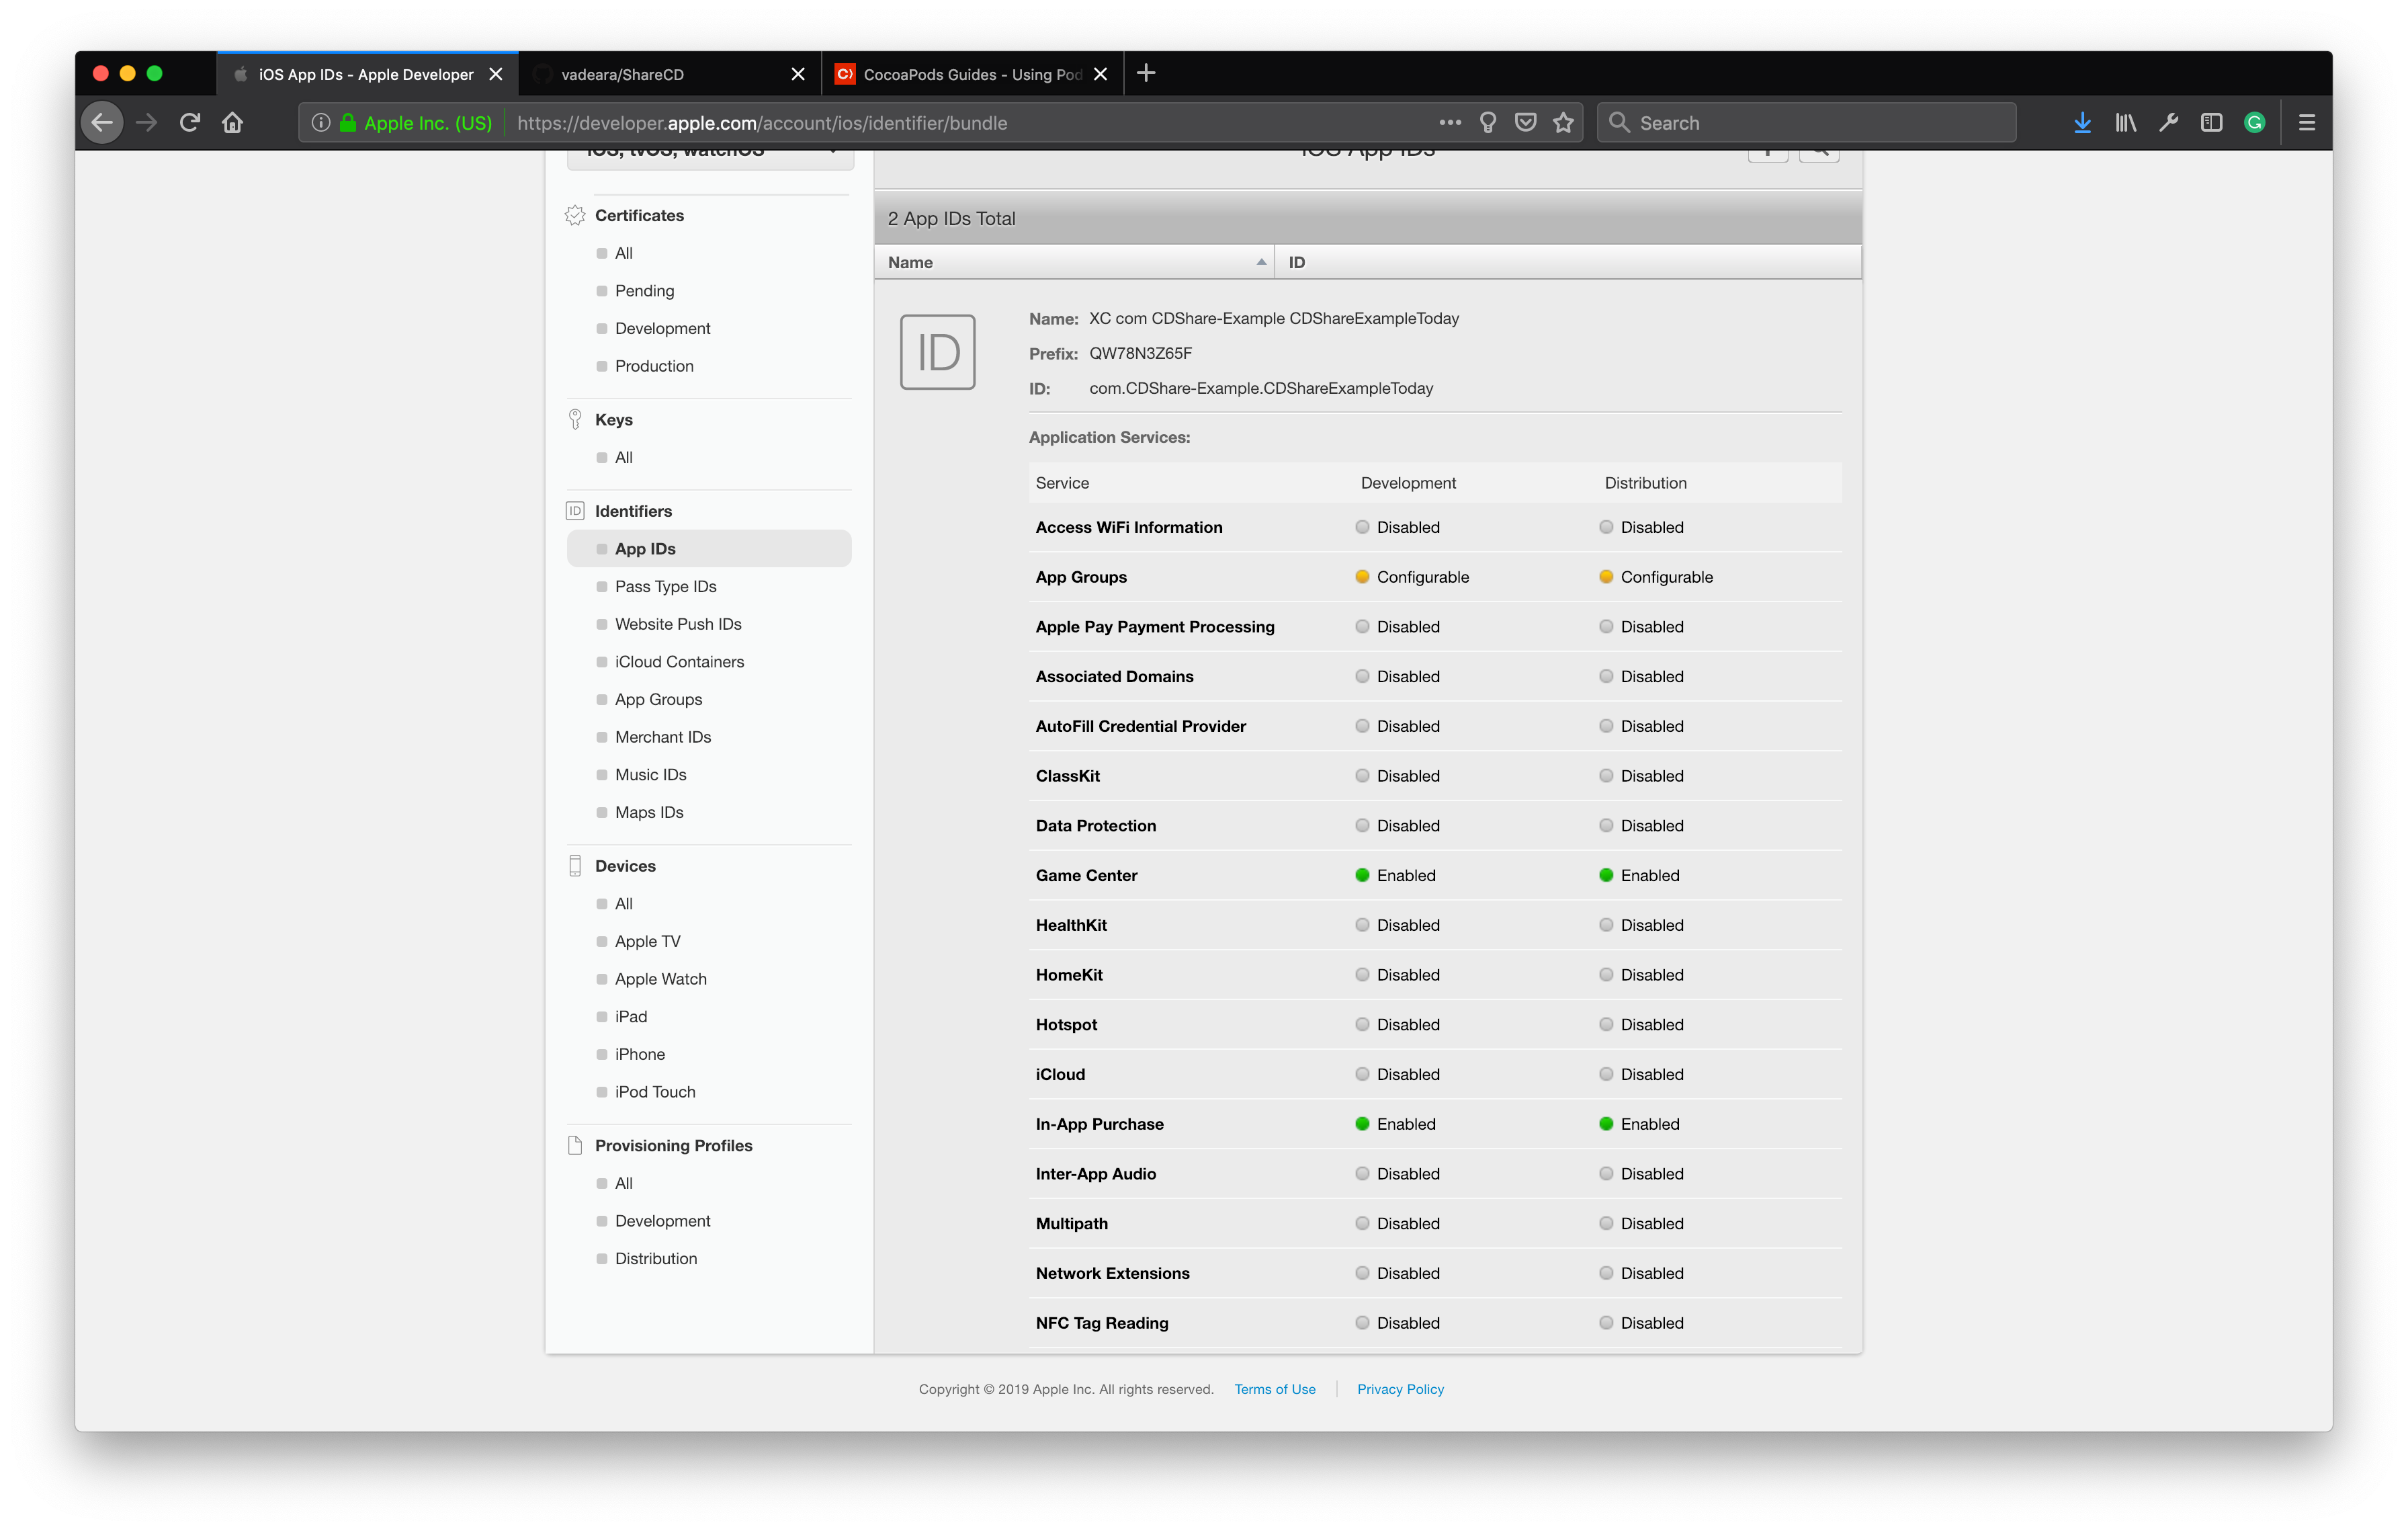 iOS App IDs - Apple Developer
vadeara/ShareCD
CocoaPods Guides - Using Pod
Apple Inc. (US)
https://developer.apple.com/account/ios/identifier/bundle
Search
iOS, tvOS, watchOS
iOS App IDs
Certificates
All
Pending
Development
Production
Keys
All
Identifiers
App IDs
Pass Type IDs
Website Push IDs
iCloud Containers
App Groups
Merchant IDs
Music IDs
Maps IDs
Devices
All
Apple TV
Apple Watch
iPad
iPhone
iPod Touch
Provisioning Profiles
All
Development
Distribution
2 App IDs Total
Name ID
ID
Name: XC com CDShare-Example CDShareExampleToday
Prefix: QW78N3Z65F
ID: com.CDShare-Example.CDShareExampleToday
Application Services:
Service Development Distribution
Access WiFi Information Disabled Disabled
App Groups Configurable Configurable
Apple Pay Payment Processing Disabled Disabled
Associated Domains Disabled Disabled
AutoFill Credential Provider Disabled Disabled
ClassKit Disabled Disabled
Data Protection Disabled Disabled
Game Center Enabled Enabled
HealthKit Disabled Disabled
HomeKit Disabled Disabled
Hotspot Disabled Disabled
iCloud Disabled Disabled
In-App Purchase Enabled Enabled
Inter-App Audio Disabled Disabled
Multipath Disabled Disabled
Network Extensions Disabled Disabled
NFC Tag Reading Disabled Disabled
Copyright © 2019 Apple Inc. All rights reserved. Terms of Use Privacy Policy